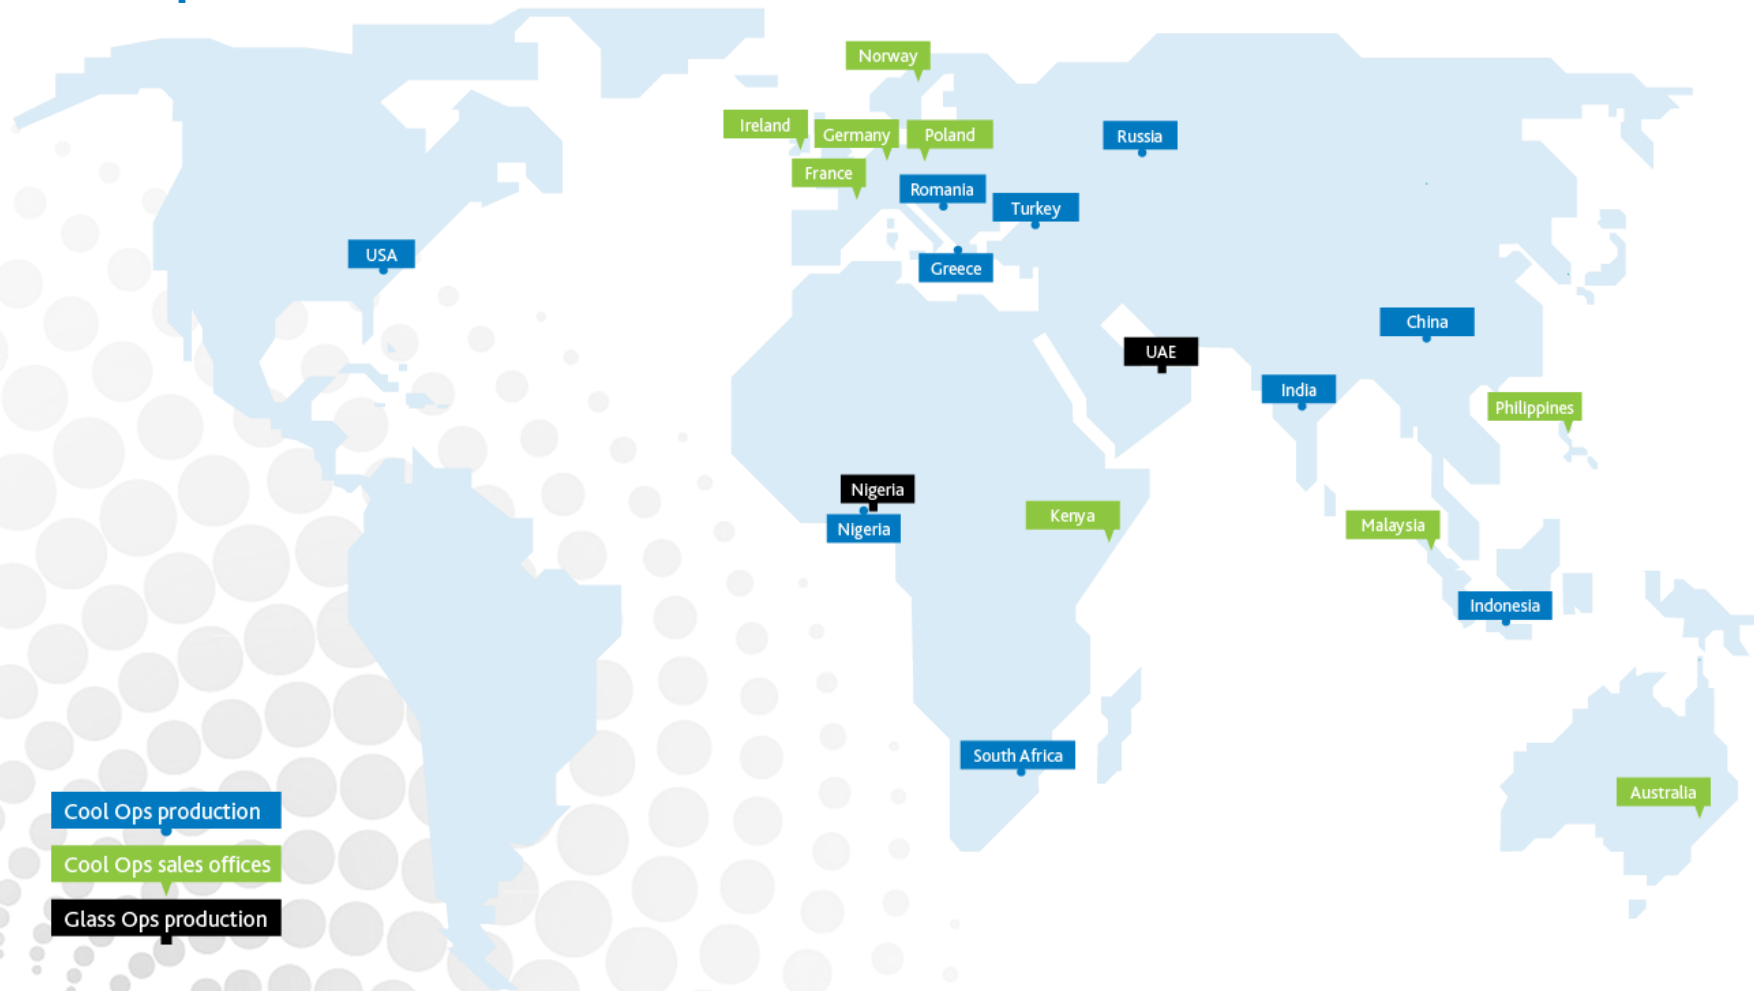 Norway
Ireland
Germany
Poland
Russia
France
Romania
Turkey
USA
Greece
China
UAE
India
Philippines
Nigeria
Kenya
Malaysia
Nigeria
Indonesia
South Africa
Australia
Cool Ops production
Cool Ops sales offices
Glass Ops production